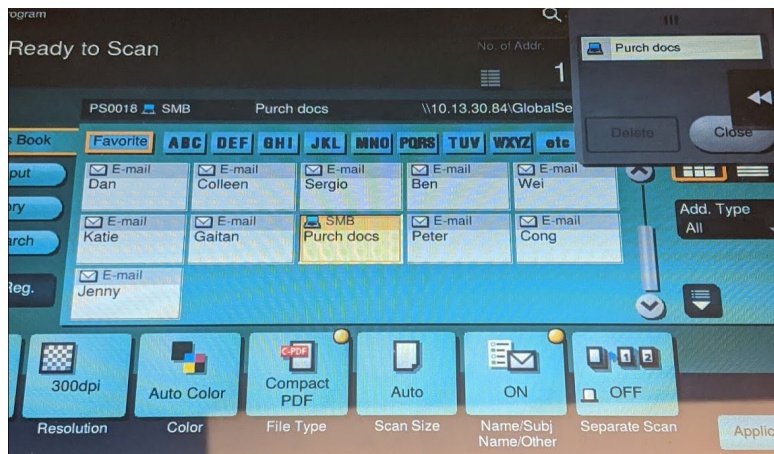 ogram
Ready to Scan
No. of Addr.
1
Purch docs
Delete
Close
PS0018 SMB Purch docs \\10.13.30.84\GlobalSe
s Book
Favorite ABC DEF GHI JKL MNO PQRS TUV WXYZ etc
put
ry
arch
Reg.
E-mail E-mail E-mail E-mail E-mail
Dan Colleen Sergio Ben Wei
E-mail E-mail SMB E-mail E-mail
Katie Gaitan Purch docs Peter Cong
E-mail
Jenny
Add. Type
All
300dpi
Auto Color
C-PDF
Compact
PDF
Auto
ON
1 2
OFF
Resolution Color File Type Scan Size Name/Subj Separate Scan
Name/Other
Applic